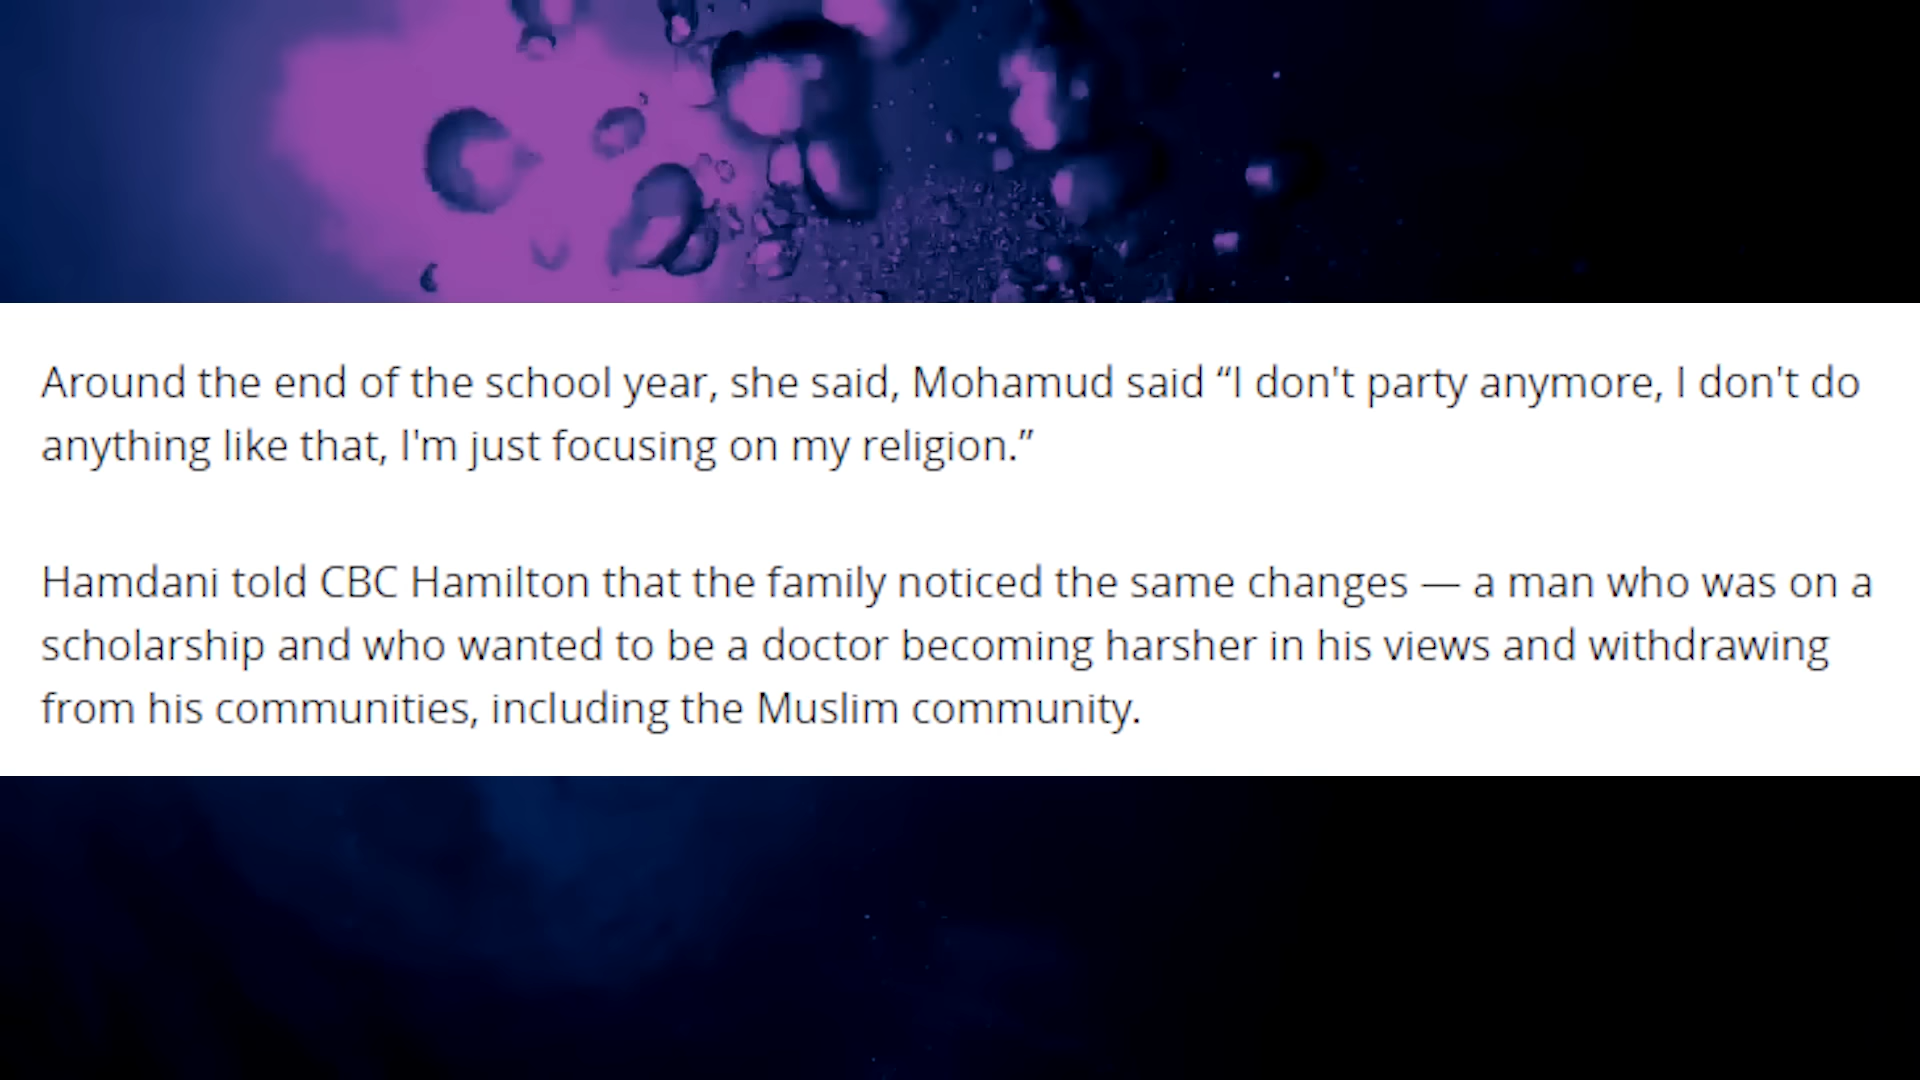 Around the end of the school year, she said, Mohamud said “I don't party anymore, I don't do
anything like that, I'm just focusing on my religion.”
Hamdani told CBC Hamilton that the family noticed the same changes — a man who was on a
scholarship and who wanted to be a doctor becoming harsher in his views and withdrawing
from his communities, including the Muslim community.